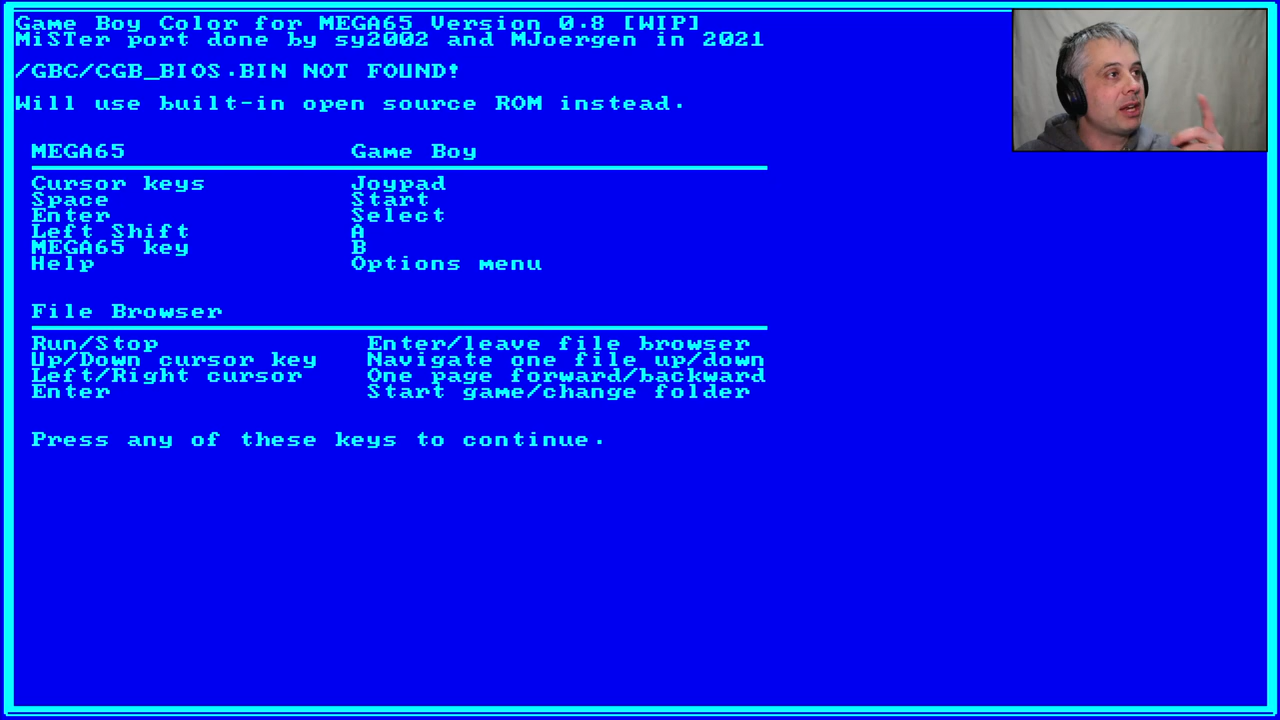 Game Boy Color for MEGA65 Version 0.8 [WIP]
MiSTer port done by sy2002 and MJoergen in 2021
/GBC/CGB_BIOS.BIN NOT FOUND!
Will use built-in open source ROM instead.
MEGA65 Game Boy
Cursor keys Joypad
Space Start
Enter Select
Left Shift A
MEGA65 key B
Help Options menu
File Browser
Run/Stop Enter/leave file browser
Up/Down cursor key Navigate one file up/down
Left/Right cursor One page forward/backward
Enter Start game/change folder
Press any of these keys to continue.